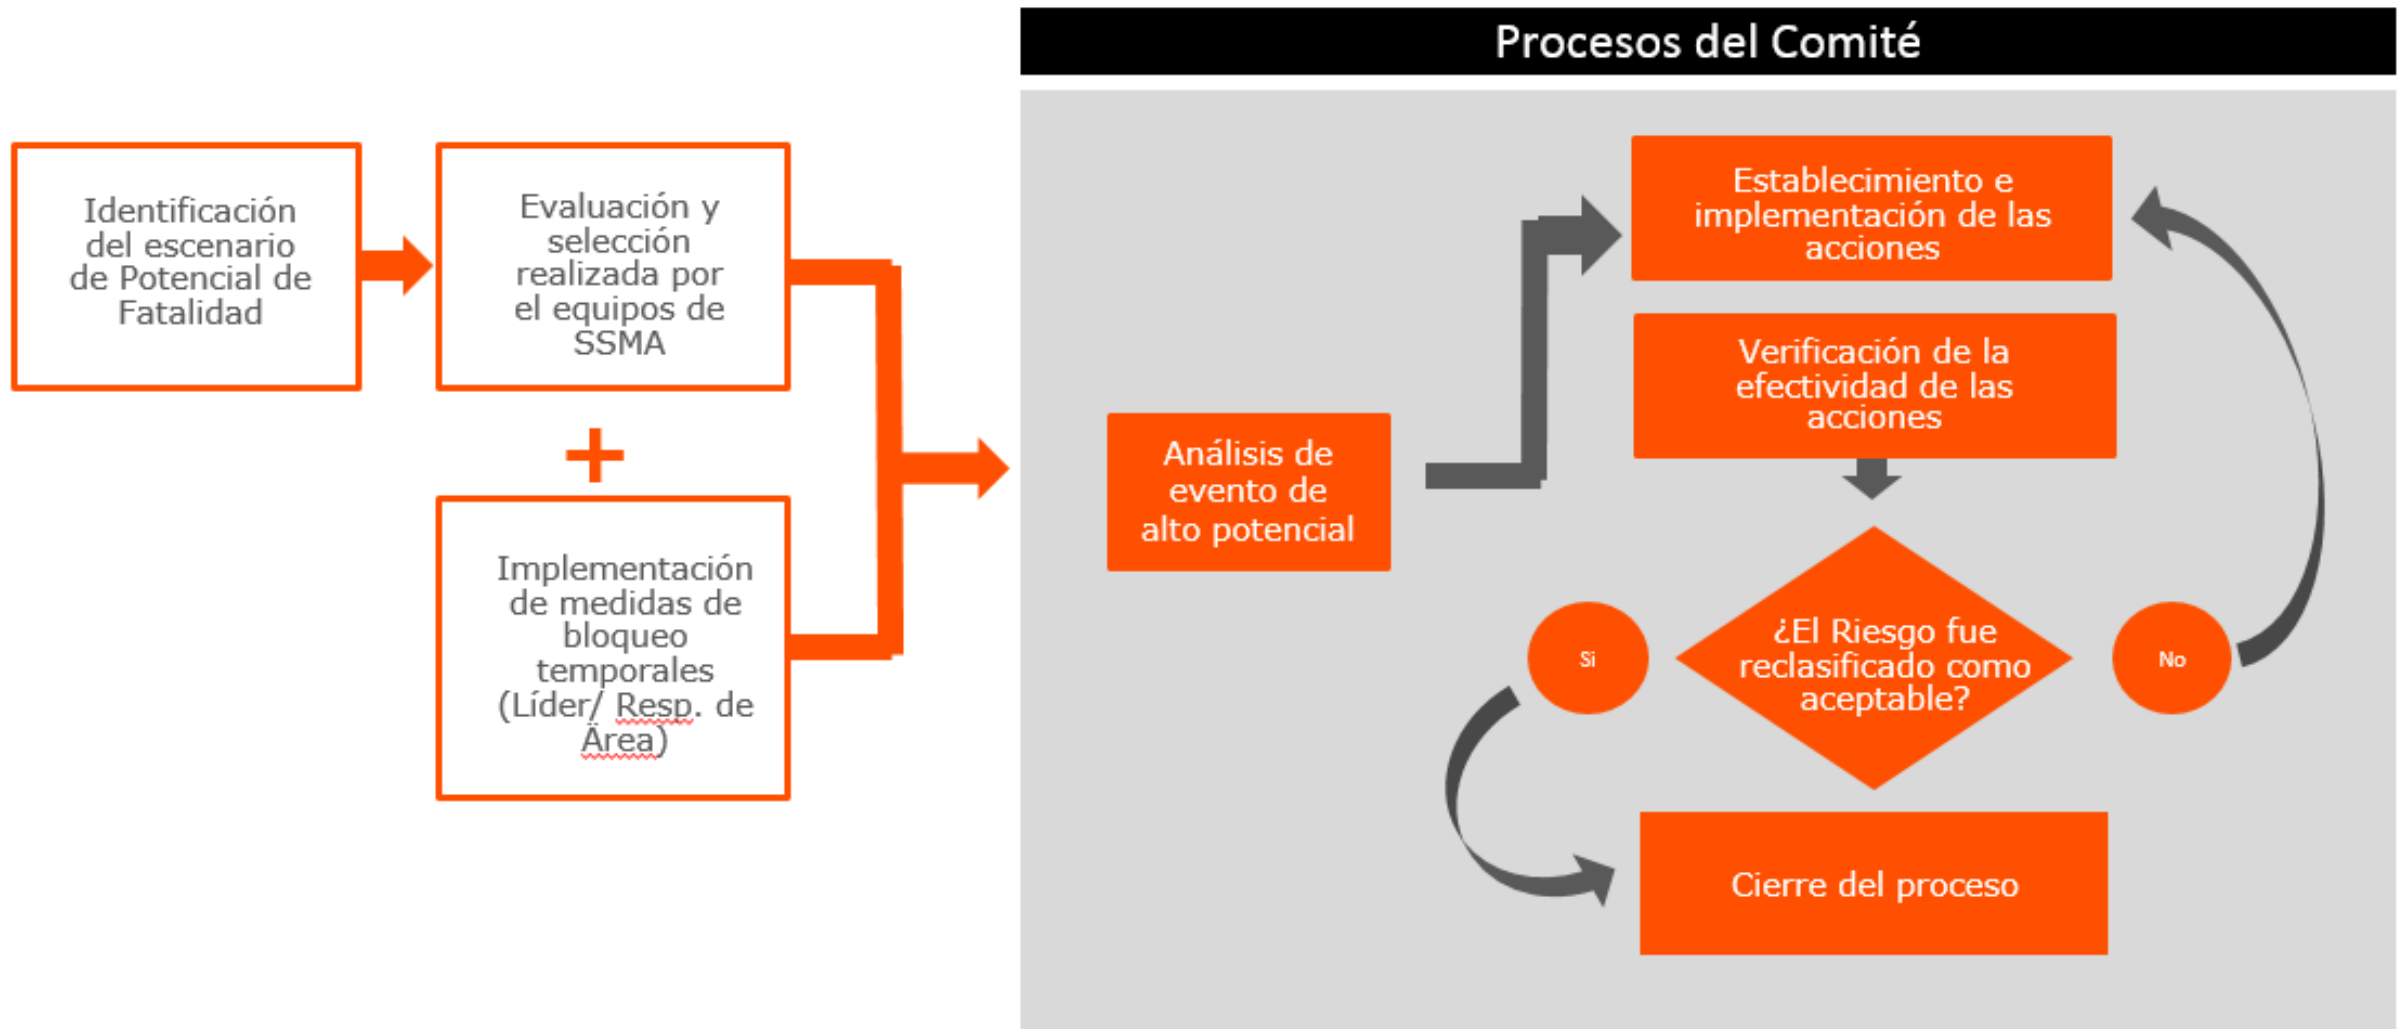 Procesos del Comité
Identificación
del escenario
de Potencial de
Fatalidad
Evaluación y
selección
realizada por
el equipos de
SSMA
+
Implementación
de medidas de
bloqueo
temporales
(Líder/ Resp. de
Ärea)
Análisis de
evento de
alto potencial
Establecimiento e
implementación de las
acciones
Verificación de la
efectividad de las
acciones
¿El Riesgo fue
reclasificado como
aceptable?
Si
No
Cierre del proceso